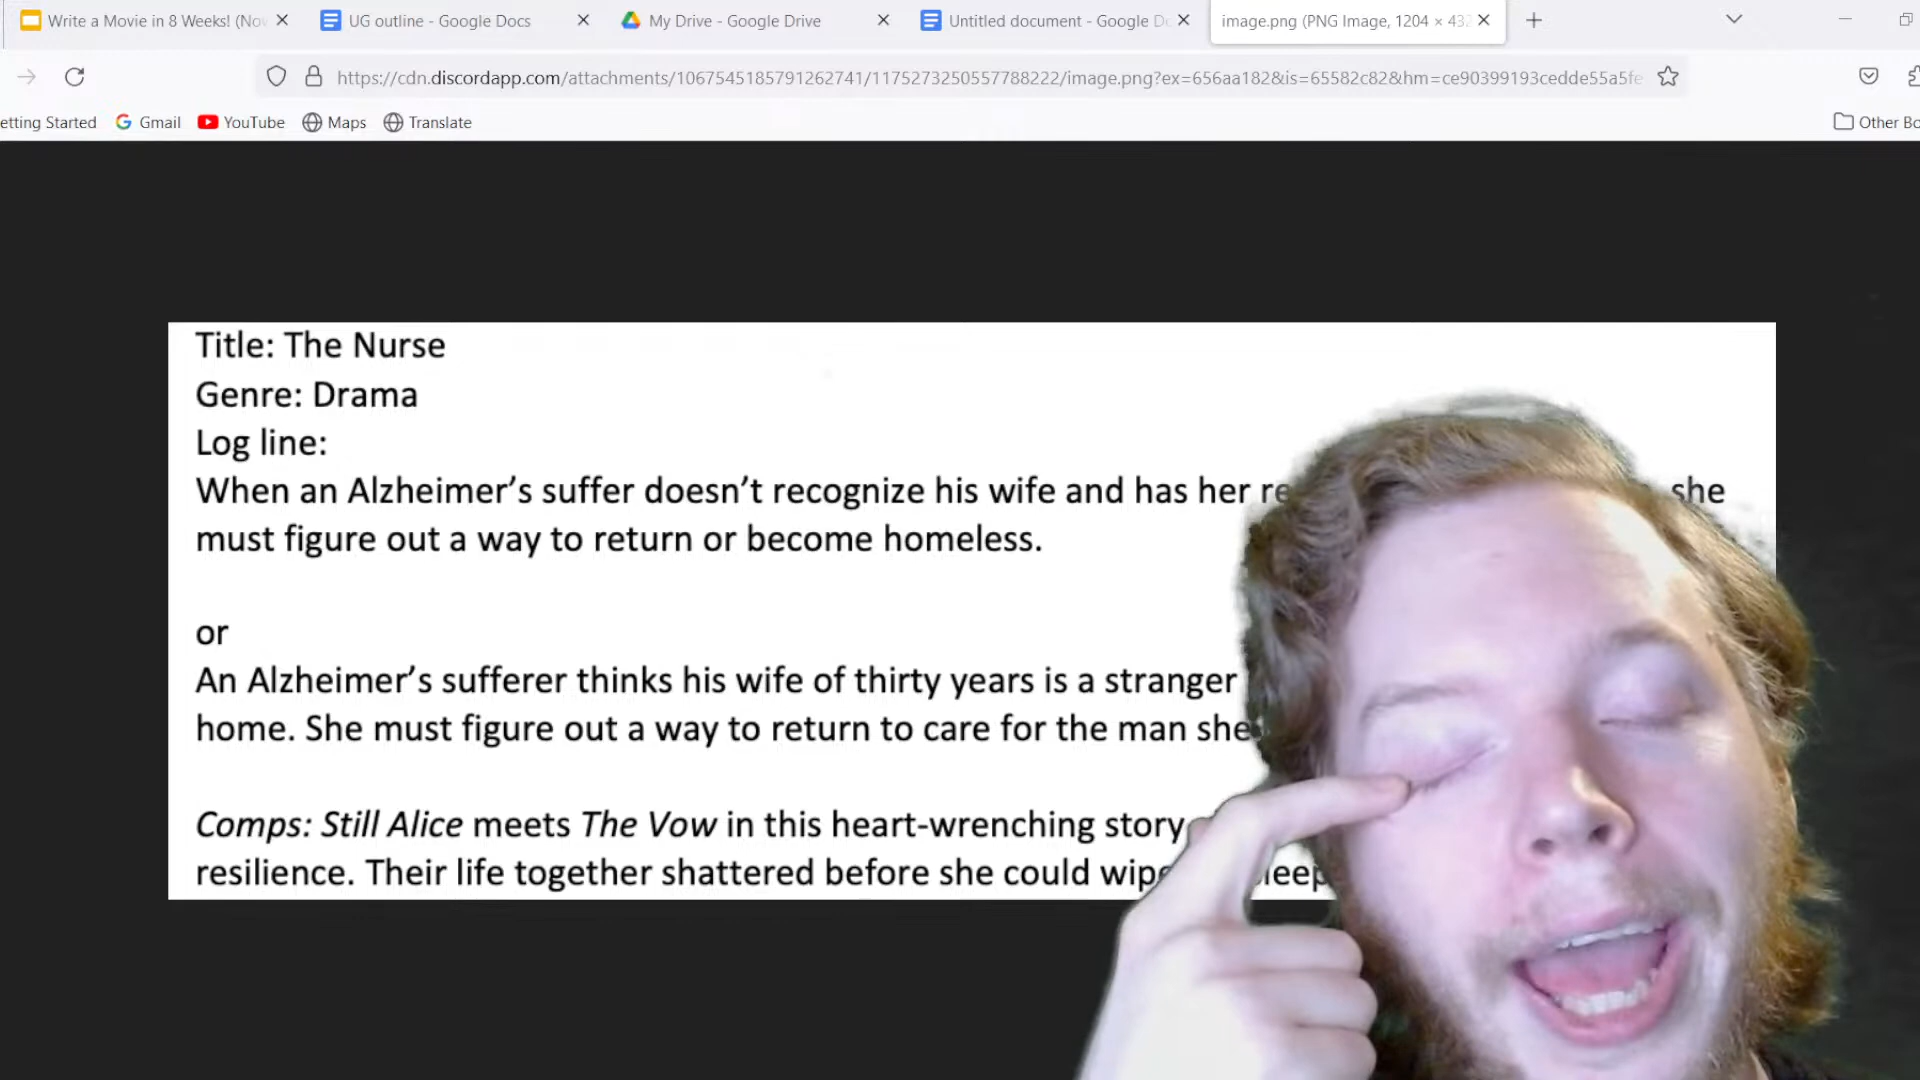 Write a Movie in 8 Weeks! (Nov
UG outline - Google Docs
My Drive - Google Drive
Untitled document - Google Do
image.png (PNG Image, 1204 × 432
https://cdn.discordapp.com/attachments/1067545185791262741/1175273250557788222/image.png?ex=656aa182&is=65582c82&hm=ce90399193cedde55a5fe
etting Started
Gmail
YouTube
Maps
Translate
Other Bo
Title: The Nurse
Genre: Drama
Log line:
When an Alzheimer's suffer doesn't recognize his wife and has her re she
must figure out a way to return or become homeless.
or
An Alzheimer's sufferer thinks his wife of thirty years is a stranger
home. She must figure out a way to return to care for the man she
Comps: Still Alice meets The Vow in this heart-wrenching story
resilience. Their life together shattered before she could wipe leep